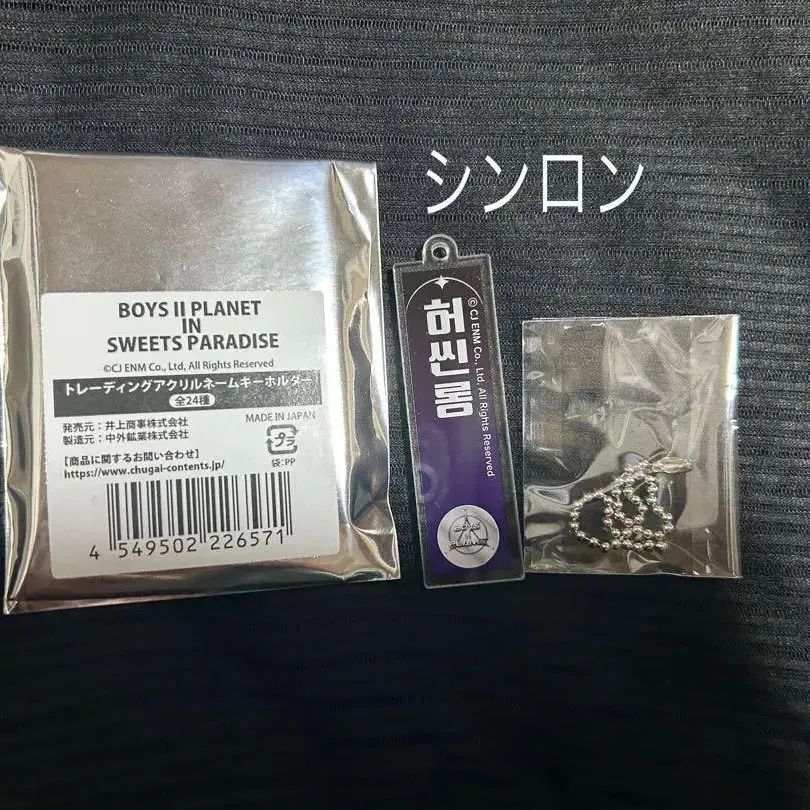 シンロン
BOYS II PLANET
IN
SWEETS PARADISE
©CJ ENM Co., Ltd, All Rights Reserved
トレーディングアクリルネームキーホルダー
全24種
発売元：井上商事株式会社
製造元：中外鉱業株式会社
MADE IN JAPAN
プラ
袋:PP
【商品に関するお問い合わせ】
https://www.chugai-contents.jp/
4 549502 226571
허씬롱
©CJ ENM Co., Ltd, All Rights Reserved